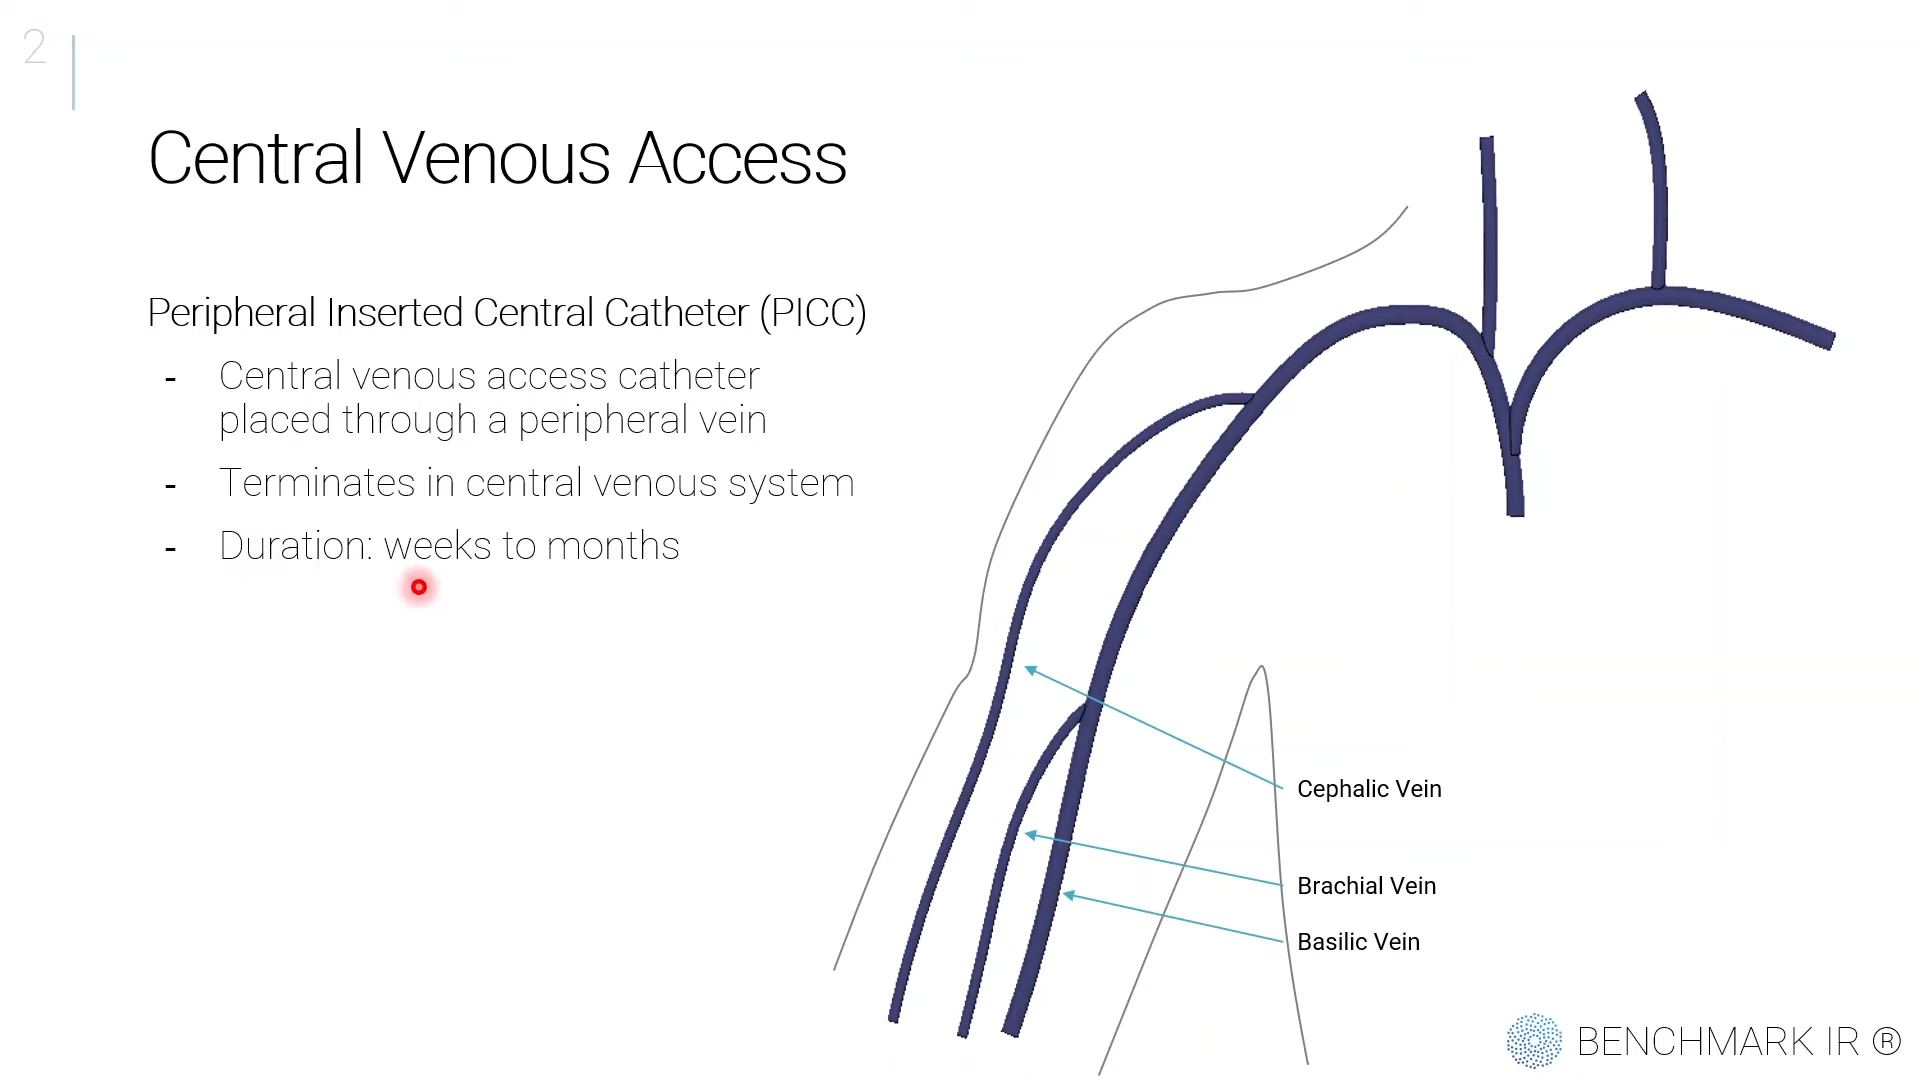 2
Central Venous Access
Peripheral Inserted Central Catheter (PICC)
- Central venous access catheter
placed through a peripheral vein
- Terminates in central venous system
- Duration: weeks to months
Cephalic Vein
Brachial Vein
Basilic Vein
BENCHMARK IR ®